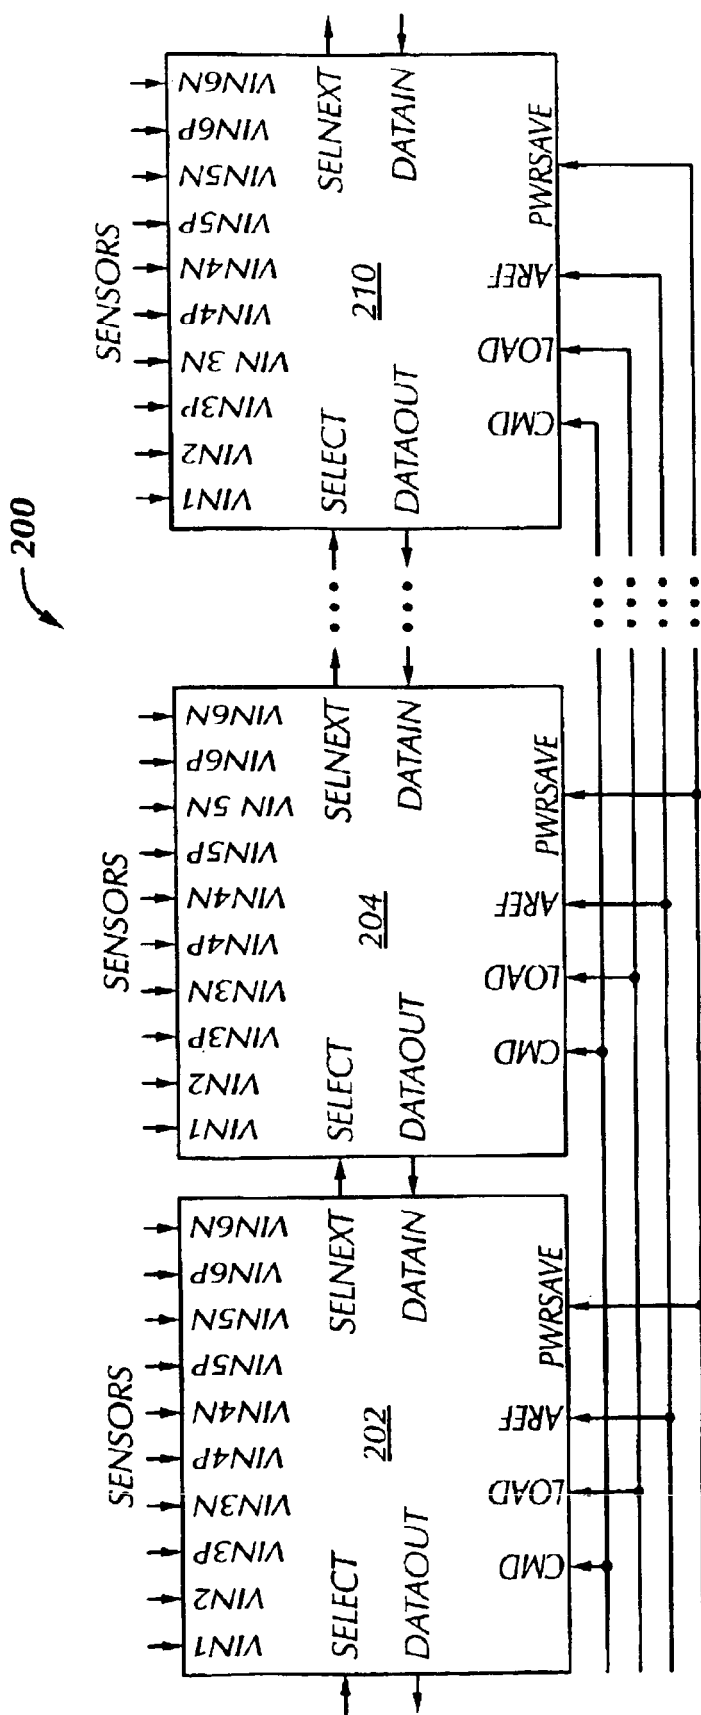 200
SENSORS
VIN1
VIN2
VIN3P
VIN3N
VIN4P
VIN4N
VIN5P
VIN5N
VIN6P
VIN6N
SELECT
SELNEXT
202
DATAOUT
DATAIN
CMD
LOAD
AREF
PWRSAVE
SENSORS
VIN1
VIN2
VIN3P
VIN3N
VIN4P
VIN4N
VIN5P
VIN 5N
VIN6P
VIN6N
SELECT
SELNEXT
204
DATAOUT
DATAIN
CMD
LOAD
AREF
PWRSAVE
SENSORS
VIN1
VIN2
VIN3P
VIN 3N
VIN4P
VIN4N
VIN5P
VIN5N
VIN6P
VIN6N
SELECT
SELNEXT
210
DATAOUT
DATAIN
CMD
LOAD
AREF
PWRSAVE